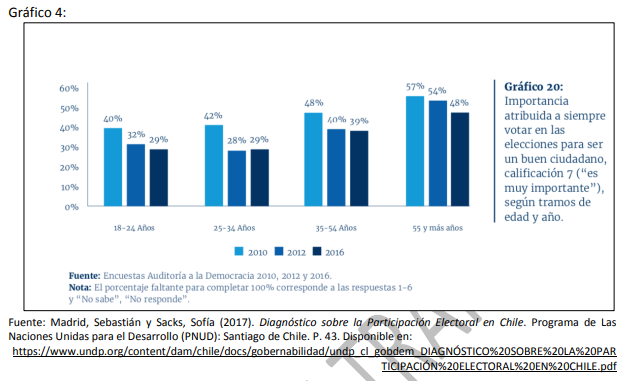 Gráfico 4:
60%
50%
40%
30%
20%
10%
0%
40%
32%
29%
42%
28%
29%
48%
40%
39%
57%
54%
48%
18-24 Años
25-34 Años
35-54 Años
55 y más años
2010
2012
2016
Gráfico 20:
Importancia
atribuida a siempre
votar en las
elecciones para ser
un buen ciudadano,
calificación 7 (“es
muy importante”),
según tramos de
edad y año.
Fuente: Encuestas Auditoría a la Democracia 2010, 2012 y 2016.
Nota: El porcentaje faltante para completar 100% corresponde a las respuestas 1-6
y “No sabe”, “No responde”.
Fuente: Madrid, Sebastián y Sacks, Sofía (2017). Diagnóstico sobre la Participación Electoral en Chile. Programa de Las
Naciones Unidas para el Desarrollo (PNUD): Santiago de Chile. P. 43. Disponible en:
https://www.undp.org/content/dam/chile/docs/gobernabilidad/undp_cl_gobdem_DIAGNÓSTICO%20SOBRE%20LA%20PAR
TICIPACIÓN%20ELECTORAL%20EN%20CHILE.pdf